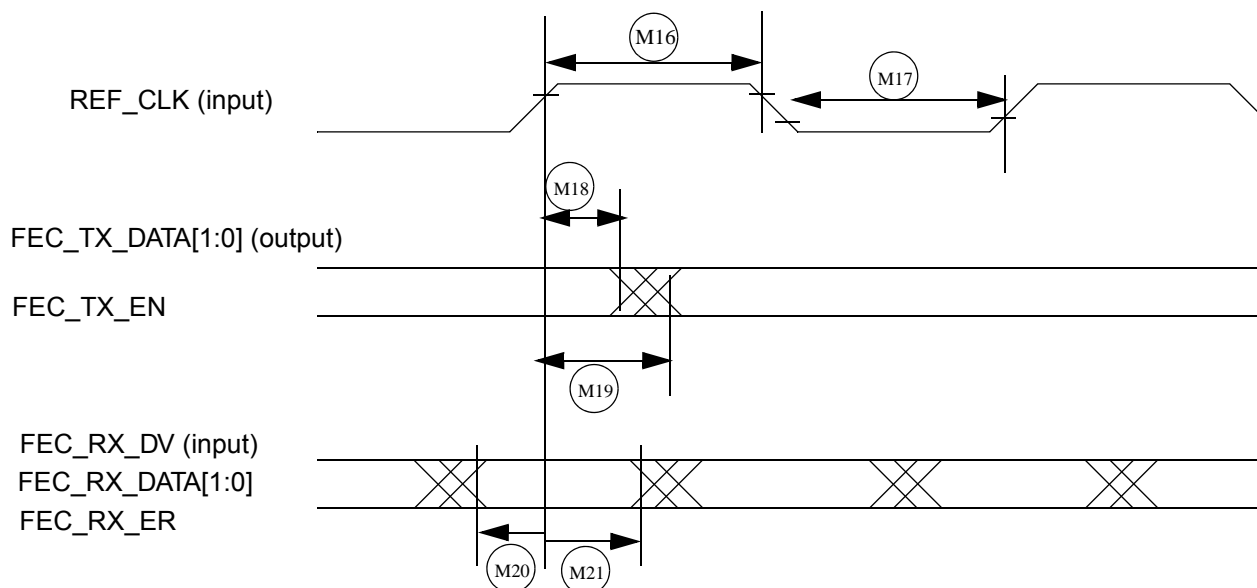 M16
M17
REF_CLK (input)
M18
FEC_TX_DATA[1:0] (output)
FEC_TX_EN
M19
FEC_RX_DV (input)
FEC_RX_DATA[1:0]
FEC_RX_ER
M20
M21